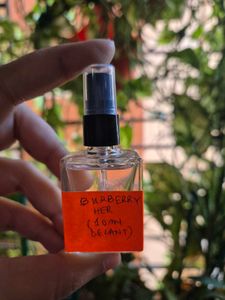 BURBERRY
HER
(10ML
DECANT)